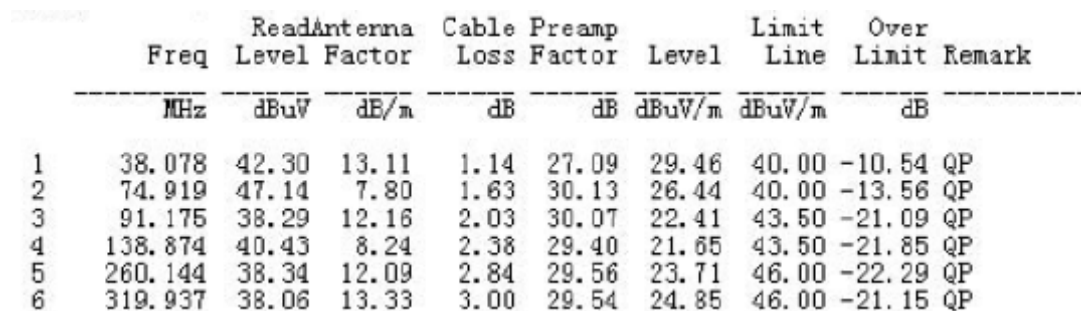 ReadAntenna Cable Preamp Limit Over
Freq Level Factor Loss Factor Level Line Limit Remark
MHz dBuV dB/m dB dB dBuV/m dBuV/m dB
1 38.078 42.30 13.11 1.14 27.09 29.46 40.00 -10.54 QP
2 74.919 47.14 7.80 1.63 30.13 26.44 40.00 -13.56 QP
3 91.175 38.29 12.16 2.03 30.07 22.41 43.50 -21.09 QP
4 138.874 40.43 8.24 2.38 29.40 21.65 43.50 -21.85 QP
5 260.144 38.34 12.09 2.84 29.56 23.71 46.00 -22.29 QP
6 319.937 38.06 13.33 3.00 29.54 24.85 46.00 -21.15 QP